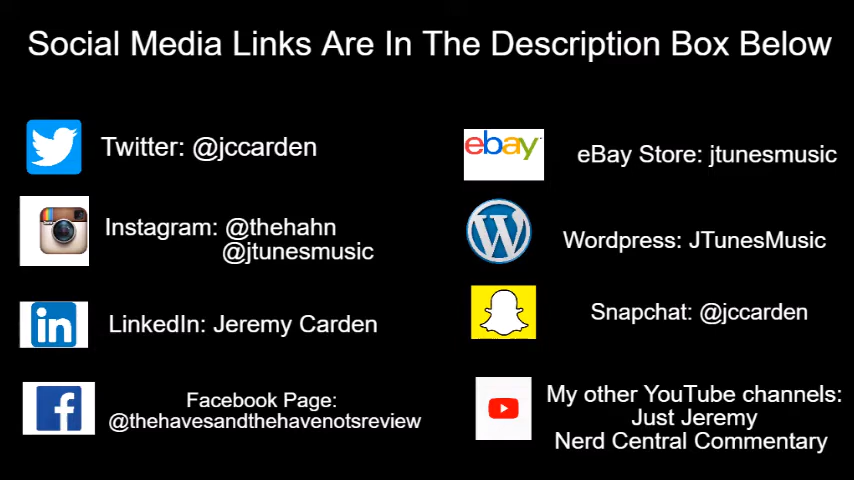 Social Media Links Are In The Description Box Below
Twitter: @jccarden
Instagram: @thehahn
@jtunesmusic
in LinkedIn: Jeremy Carden
f Facebook Page:
@thehavesandthehavenotsreview
ebay eBay Store: jtunesmusic
W Wordpress: JTunesMusic
Snapchat: @jccarden
My other YouTube channels:
Just Jeremy
Nerd Central Commentary